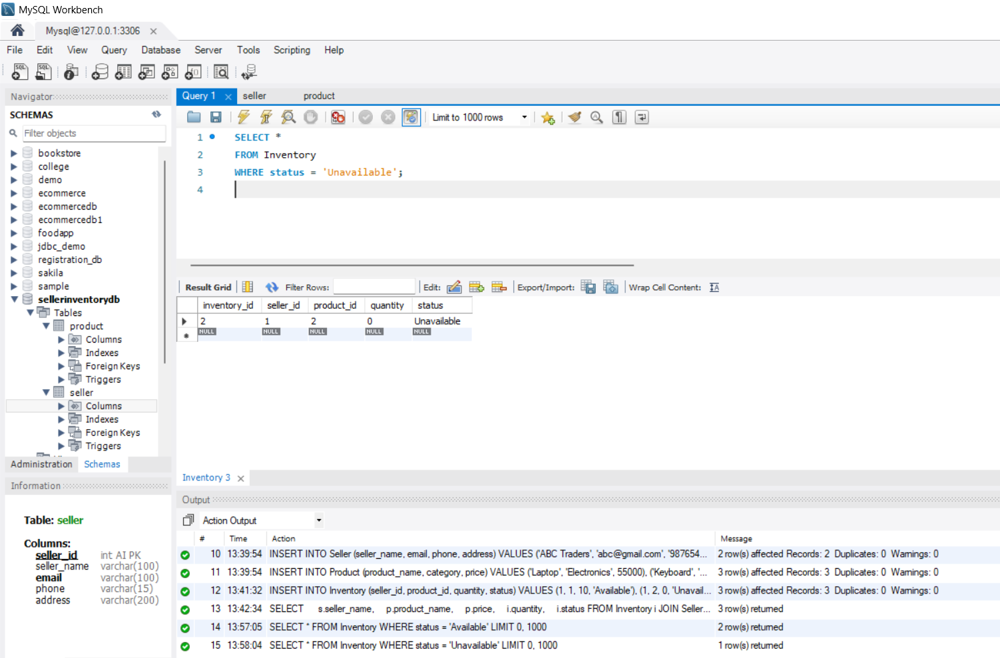 MySQL Workbench
Mysql@127.0.0.1:3306
File Edit View Query Database Server Tools Scripting Help
Navigator
SCHEMAS
Filter objects
bookstore
college
demo
ecommerce
ecommercedb
ecommercedb1
foodapp
jdbc_demo
registration_db
sakila
sample
sellerinventorydb
Tables
product
Columns
Indexes
Foreign Keys
Triggers
seller
Columns
Indexes
Foreign Keys
Triggers
Administration Schemas
Information
Table: seller
Columns:
seller_id int AI PK
seller_name varchar(100)
email varchar(100)
phone varchar(15)
address varchar(200)
Query 1 seller product
Limit to 1000 rows
1 SELECT *
2 FROM Inventory
3 WHERE status = 'Unavailable';
4
Result Grid Filter Rows: Edit: Export/Import: Wrap Cell Content:
inventory_id seller_id product_id quantity status
2 1 2 0 Unavailable
NULL NULL NULL NULL NULL
Inventory 3
Output
Action Output
# Time Action Message
10 13:39:54 INSERT INTO Seller (seller_name, email, phone, address) VALUES ('ABC Traders', 'abc@gmail.com', '987654... 2 row(s) affected Records: 2 Duplicates: 0 Warnings: 0
11 13:39:54 INSERT INTO Product (product_name, category, price) VALUES ('Laptop', 'Electronics', 55000), ('Keyboard', '... 3 row(s) affected Records: 3 Duplicates: 0 Warnings: 0
12 13:41:32 INSERT INTO Inventory (seller_id, product_id, quantity, status) VALUES (1, 1, 10, 'Available'), (1, 2, 0, 'Unavail... 3 row(s) affected Records: 3 Duplicates: 0 Warnings: 0
13 13:42:34 SELECT s.seller_name, p.product_name, p.price, i.quantity, i.status FROM Inventory i JOIN Seller... 3 row(s) returned
14 13:57:05 SELECT * FROM Inventory WHERE status = 'Available' LIMIT 0, 1000 2 row(s) returned
15 13:58:04 SELECT * FROM Inventory WHERE status = 'Unavailable' LIMIT 0, 1000 1 row(s) returned